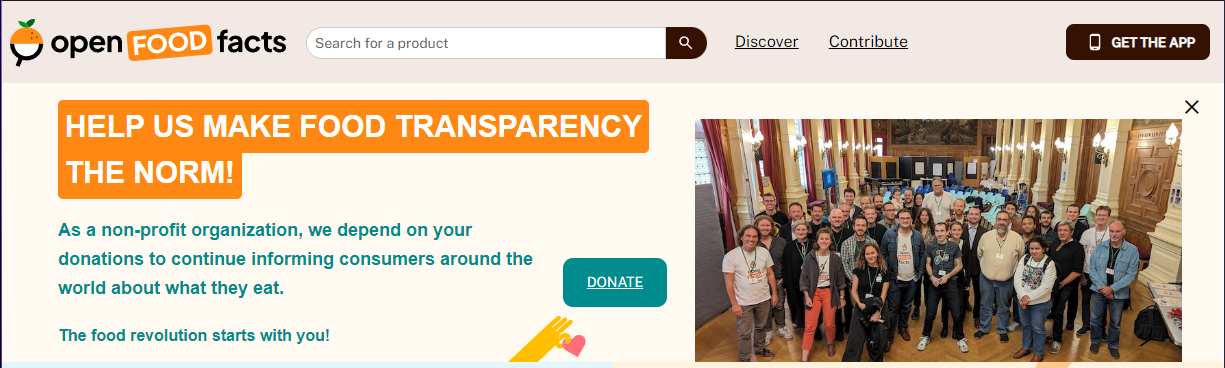 open FOOD facts
Search for a product
Discover
Contribute
GET THE APP
HELP US MAKE FOOD TRANSPARENCY
THE NORM!
As a non-profit organization, we depend on your
donations to continue informing consumers around the
world about what they eat.
DONATE
The food revolution starts with you!